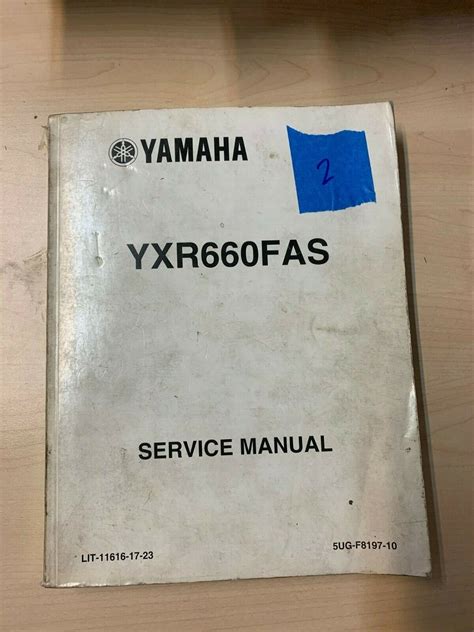 YAMAHA
2
YXR660FAS
SERVICE MANUAL
LIT-11616-17-23
5UG-F8197-10